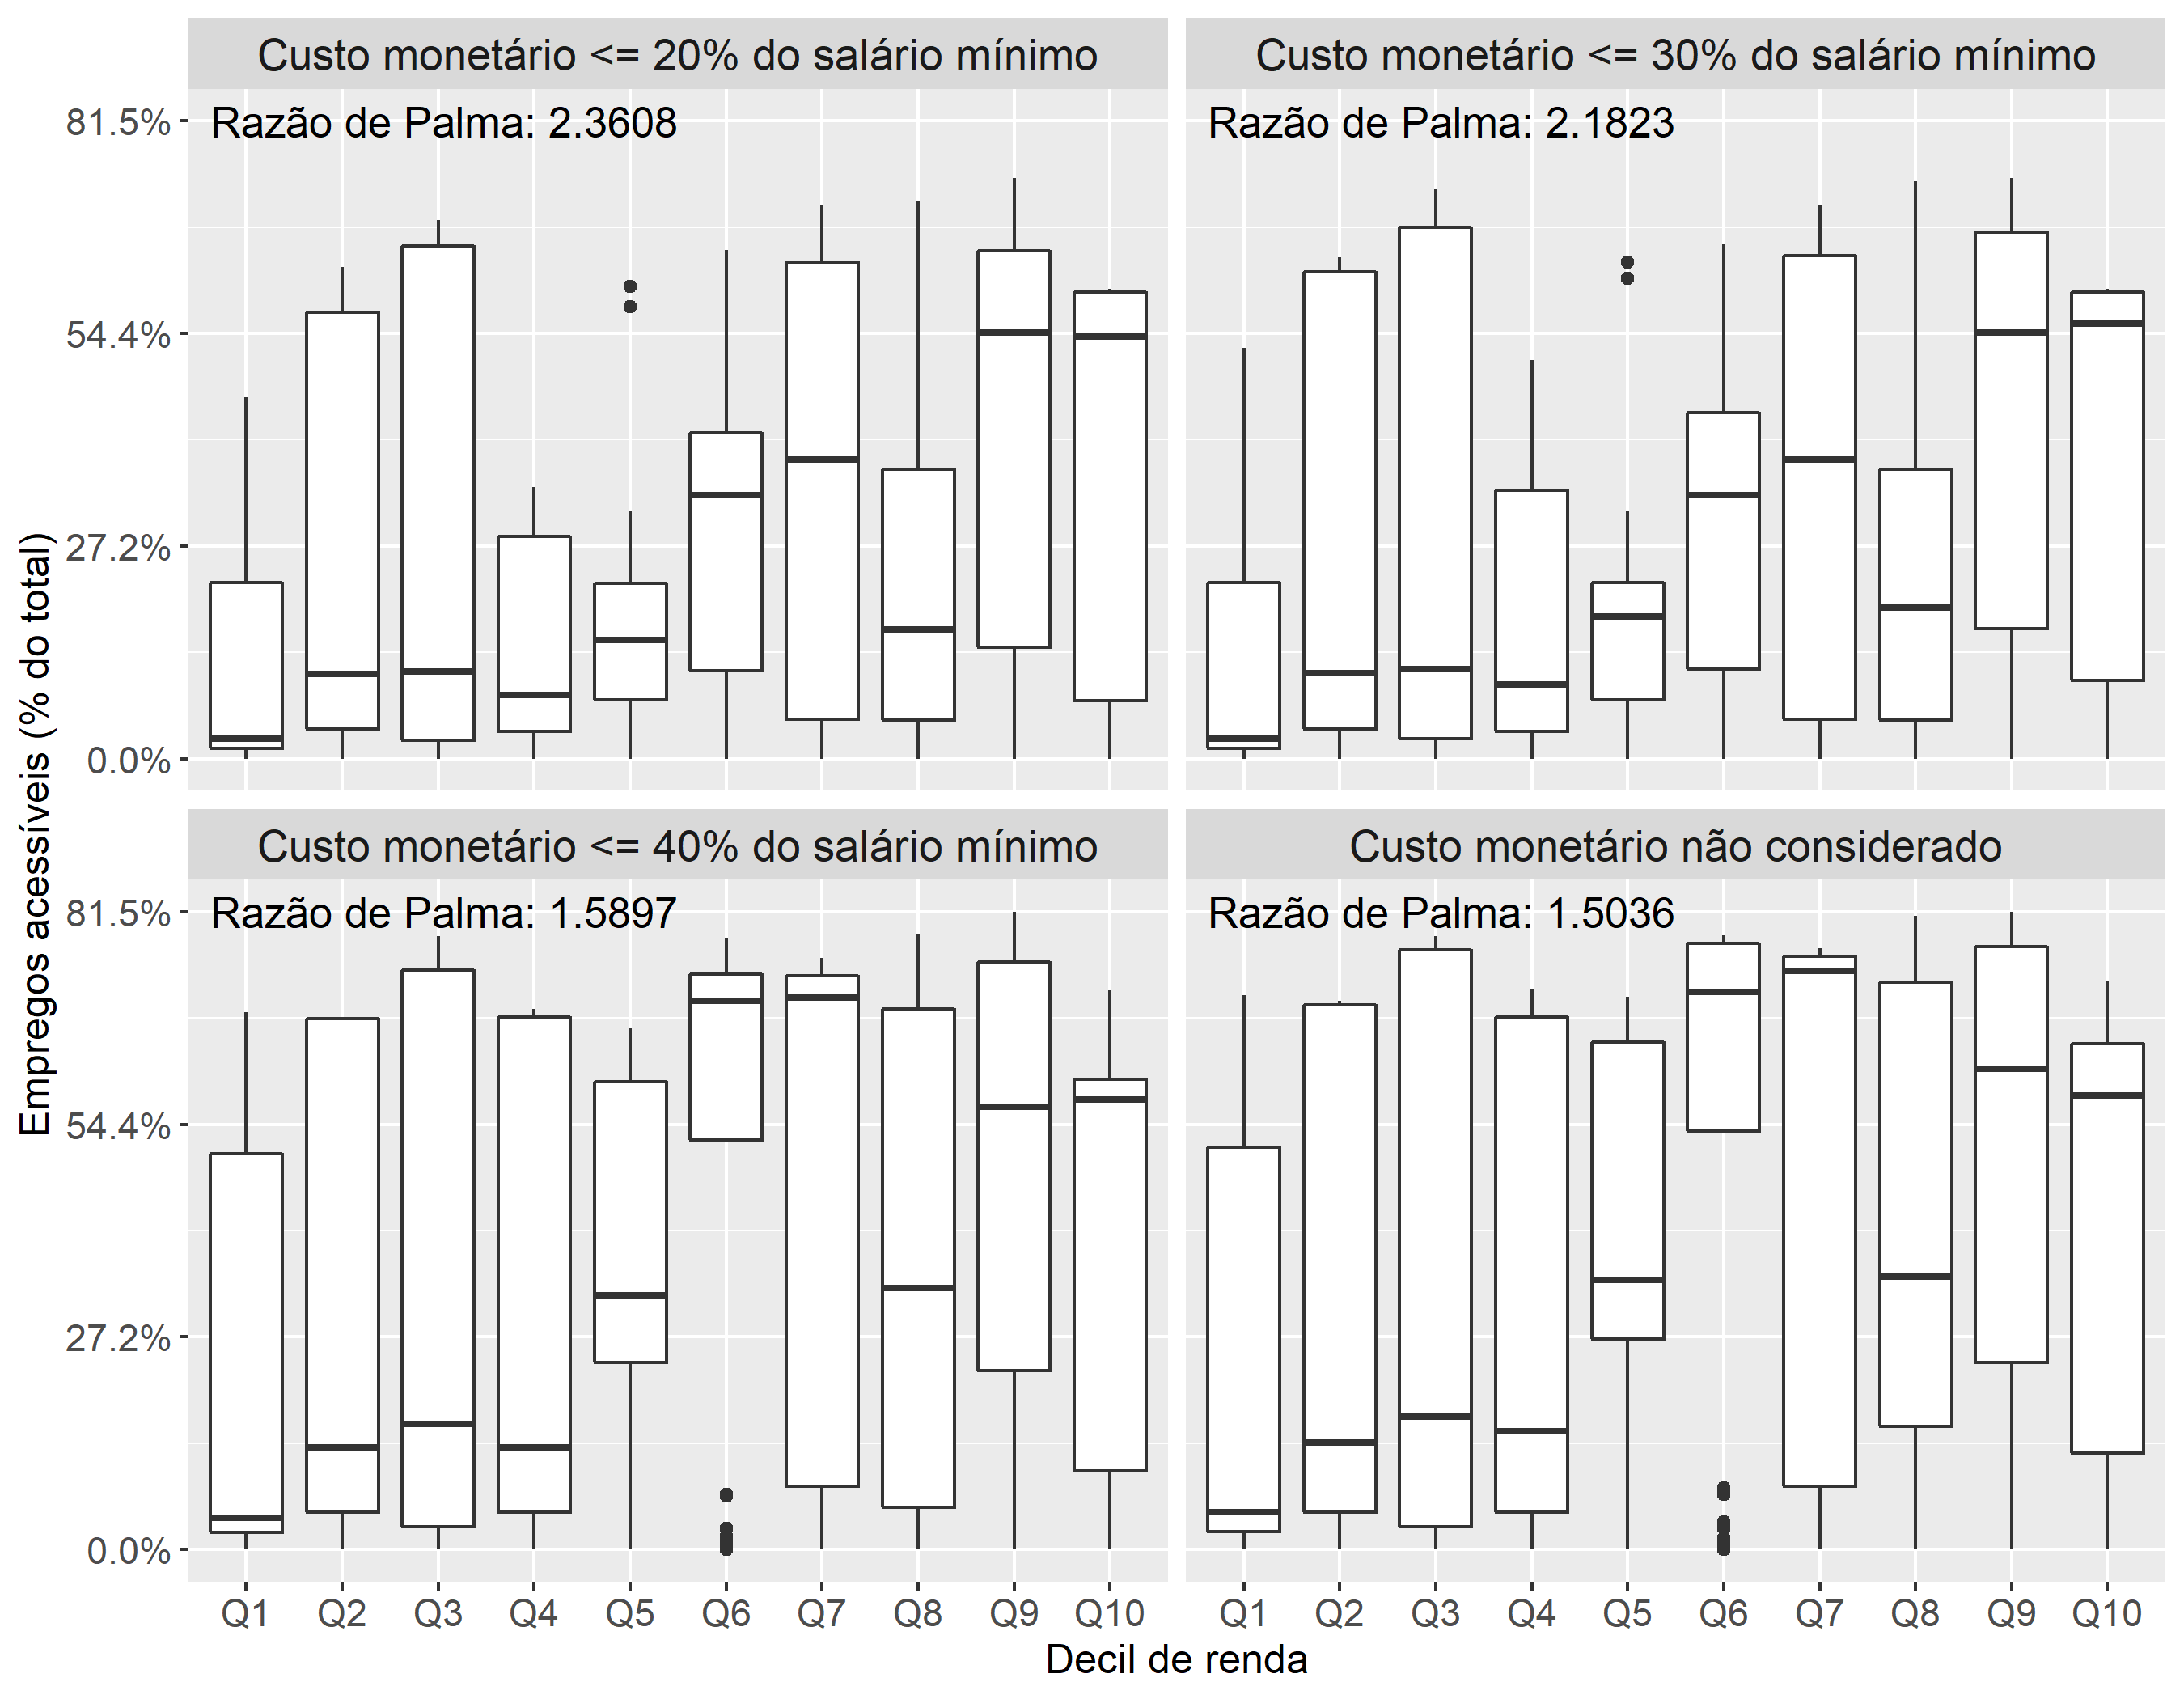 Custo monetário <= 20% do salário mínimo
Custo monetário <= 30% do salário mínimo
Razão de Palma: 2.3608
Razão de Palma: 2.1823
81.5%
54.4%
27.2%
0.0%
Custo monetário <= 40% do salário mínimo
Custo monetário não considerado
Razão de Palma: 1.5897
Razão de Palma: 1.5036
81.5%
54.4%
27.2%
0.0%
Empregos acessíveis (% do total)
Q1 Q2 Q3 Q4 Q5 Q6 Q7 Q8 Q9 Q10
Q1 Q2 Q3 Q4 Q5 Q6 Q7 Q8 Q9 Q10
Decil de renda